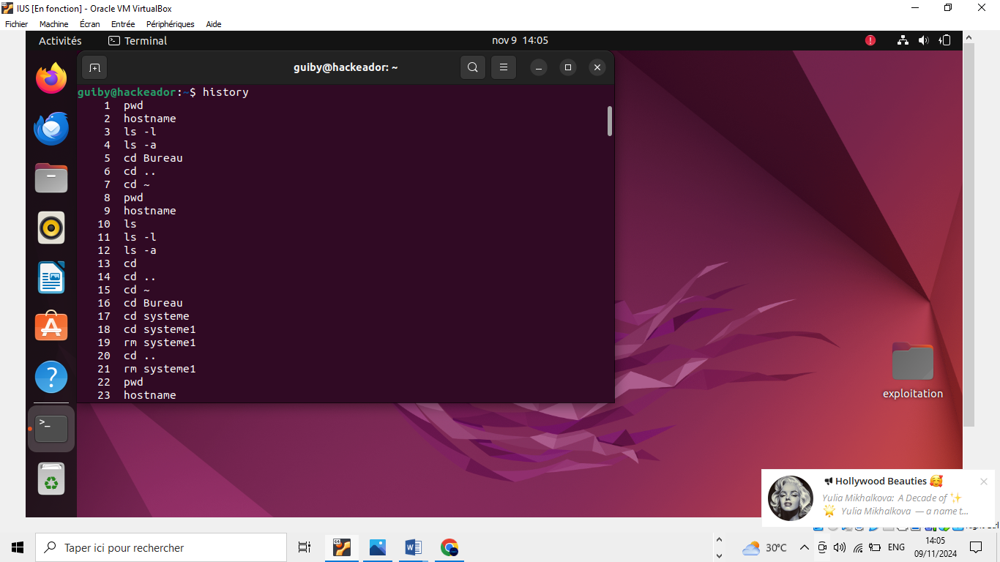 IUS [En fonction] - Oracle VM VirtualBox
Fichier Machine Écran Entrée Périphériques Aide
Activités Terminal nov 9 14:05
guiby@hackeador: ~
guiby@hackeador:~$ history
1 pwd
2 hostname
3 ls -l
4 ls -a
5 cd Bureau
6 cd ..
7 cd ~
8 pwd
9 hostname
10 ls
11 ls -l
12 ls -a
13 cd
14 cd ..
15 cd ~
16 cd Bureau
17 cd systeme
18 cd systeme1
19 rm systeme1
20 cd ..
21 rm systeme1
22 pwd
23 hostname
exploitation
Hollywood Beauties 🥰
Yulia Mikhalkova: A Decade of ✨
🌟 Yulia Mikhalkova — a name t...
Taper ici pour rechercher
30°C
ENG
14:05
09/11/2024